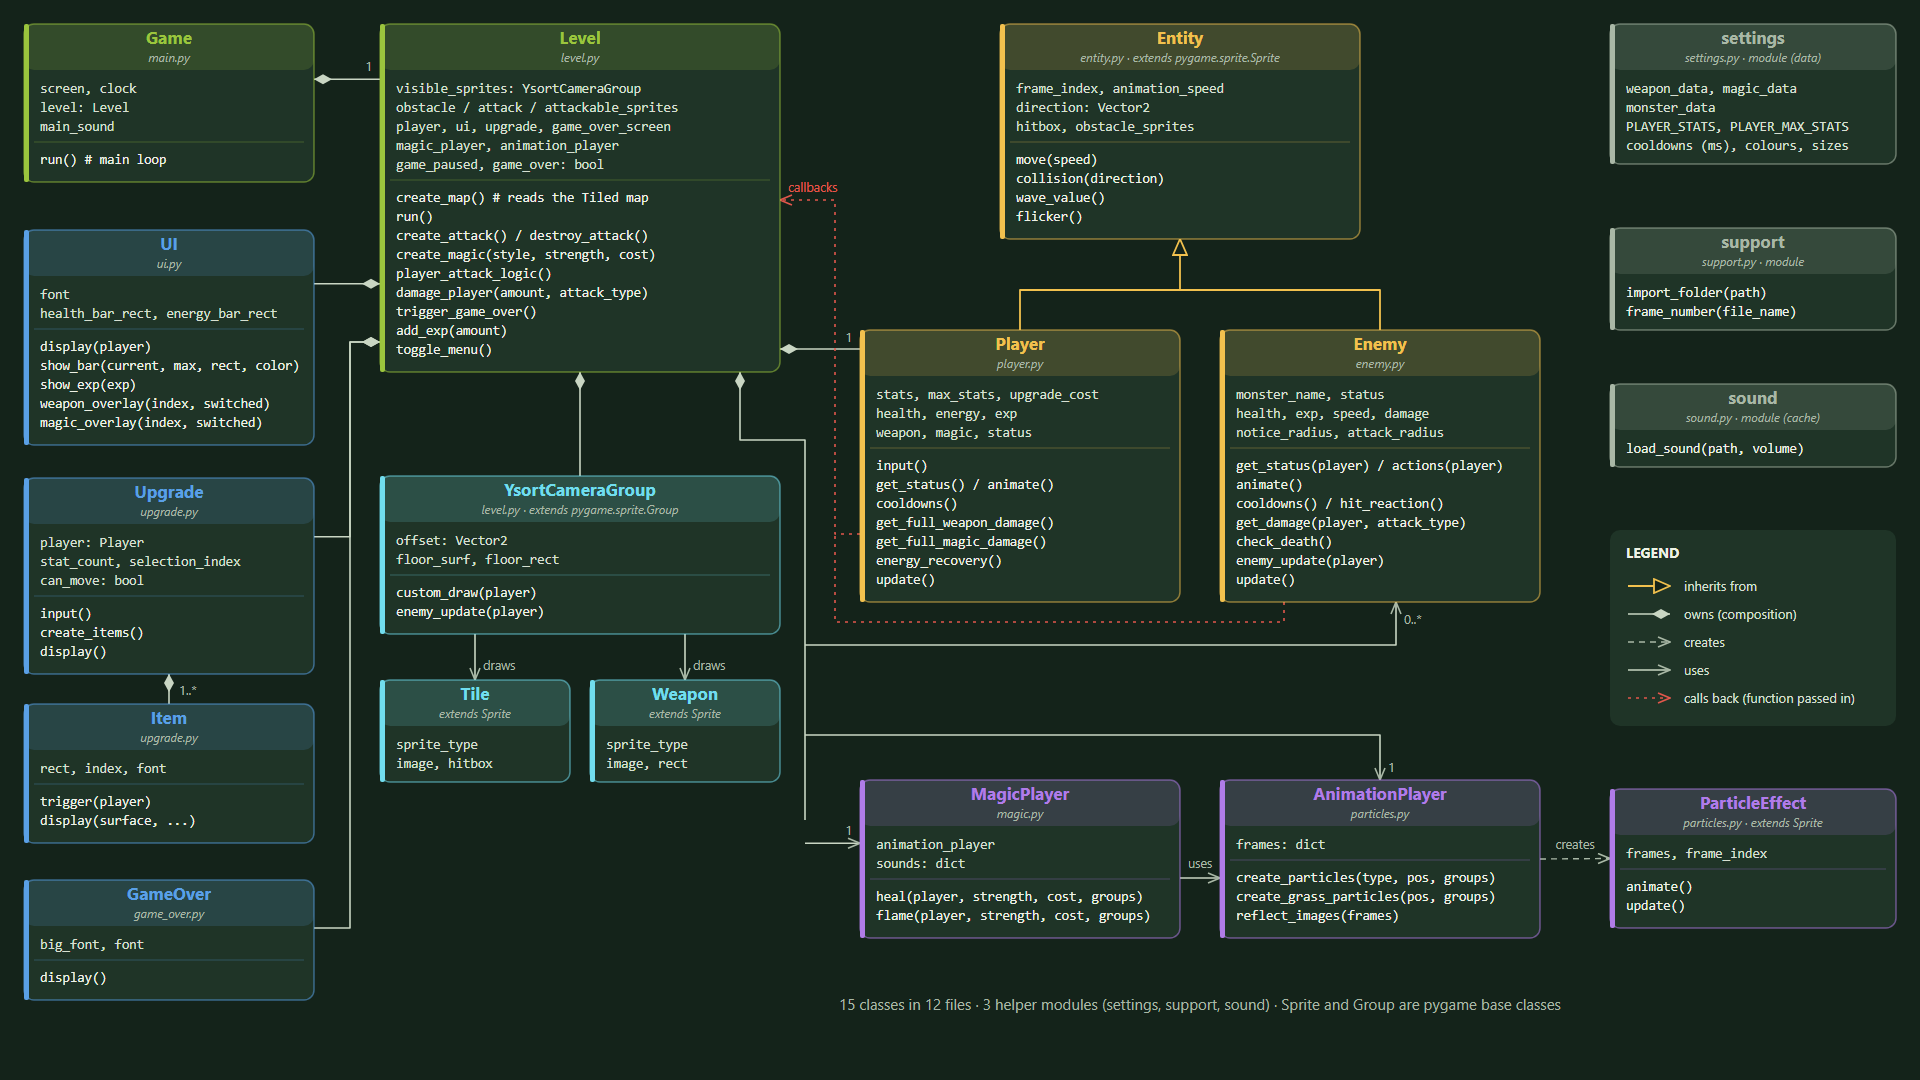 Game
main.py
screen, clock
level: Level
main_sound
run() # main loop
1
Level
level.py
visible_sprites: YsortCameraGroup
obstacle / attack / attackable_sprites
player, ui, upgrade, game_over_screen
magic_player, animation_player
game_paused, game_over: bool
create_map() # reads the Tiled map
run()
create_attack() / destroy_attack()
create_magic(style, strength, cost)
player_attack_logic()
damage_player(amount, attack_type)
trigger_game_over()
add_exp(amount)
toggle_menu()
callbacks
Entity
entity.py · extends pygame.sprite.Sprite
frame_index, animation_speed
direction: Vector2
hitbox, obstacle_sprites
move(speed)
collision(direction)
wave_value()
flicker()
settings
settings.py · module (data)
weapon_data, magic_data
monster_data
PLAYER_STATS, PLAYER_MAX_STATS
cooldowns (ms), colours, sizes
UI
ui.py
font
health_bar_rect, energy_bar_rect
display(player)
show_bar(current, max, rect, color)
show_exp(exp)
weapon_overlay(index, switched)
magic_overlay(index, switched)
support
support.py · module
import_folder(path)
frame_number(file_name)
1
Player
player.py
stats, max_stats, upgrade_cost
health, energy, exp
weapon, magic, status
input()
get_status() / animate()
cooldowns()
get_full_weapon_damage()
get_full_magic_damage()
energy_recovery()
update()
Enemy
enemy.py
monster_name, status
health, exp, speed, damage
notice_radius, attack_radius
get_status(player) / actions(player)
animate()
cooldowns() / hit_reaction()
get_damage(player, attack_type)
check_death()
enemy_update(player)
update()
0..*
sound
sound.py · module (cache)
load_sound(path, volume)
Upgrade
upgrade.py
player: Player
stat_count, selection_index
can_move: bool
input()
create_items()
display()
1..*
YsortCameraGroup
level.py · extends pygame.sprite.Group
offset: Vector2
floor_surf, floor_rect
custom_draw(player)
enemy_update(player)
draws
draws
LEGEND
inherits from
owns (composition)
creates
uses
calls back (function passed in)
Item
upgrade.py
rect, index, font
trigger(player)
display(surface, ...)
Tile
extends Sprite
sprite_type
image, hitbox
Weapon
extends Sprite
sprite_type
image, rect
1
MagicPlayer
magic.py
animation_player
sounds: dict
heal(player, strength, cost, groups)
flame(player, strength, cost, groups)
uses
1
AnimationPlayer
particles.py
frames: dict
create_particles(type, pos, groups)
create_grass_particles(pos, groups)
reflect_images(frames)
creates
ParticleEffect
particles.py · extends Sprite
frames, frame_index
animate()
update()
GameOver
game_over.py
big_font, font
display()
15 classes in 12 files · 3 helper modules (settings, support, sound) · Sprite and Group are pygame base classes